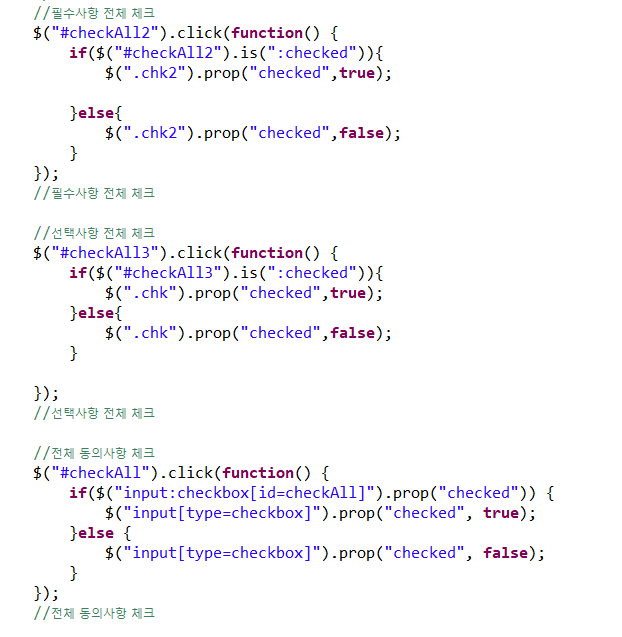 //필수사항 전체 체크
$("#checkAll2").click(function() {
if($("#checkAll2").is(":checked")){
$(".chk2").prop("checked",true);
}else{
$(".chk2").prop("checked",false);
}
});
//필수사항 전체 체크
//선택사항 전체 체크
$("#checkAll3").click(function() {
if($("#checkAll3").is(":checked")){
$(".chk").prop("checked",true);
}else{
$(".chk").prop("checked",false);
}
});
//선택사항 전체 체크
//전체 동의사항 체크
$("#checkAll").click(function() {
if($("input:checkbox[id=checkAll]").prop("checked")) {
$("input[type=checkbox]").prop("checked", true);
}else {
$("input[type=checkbox]").prop("checked", false);
}
});
//전체 동의사항 체크